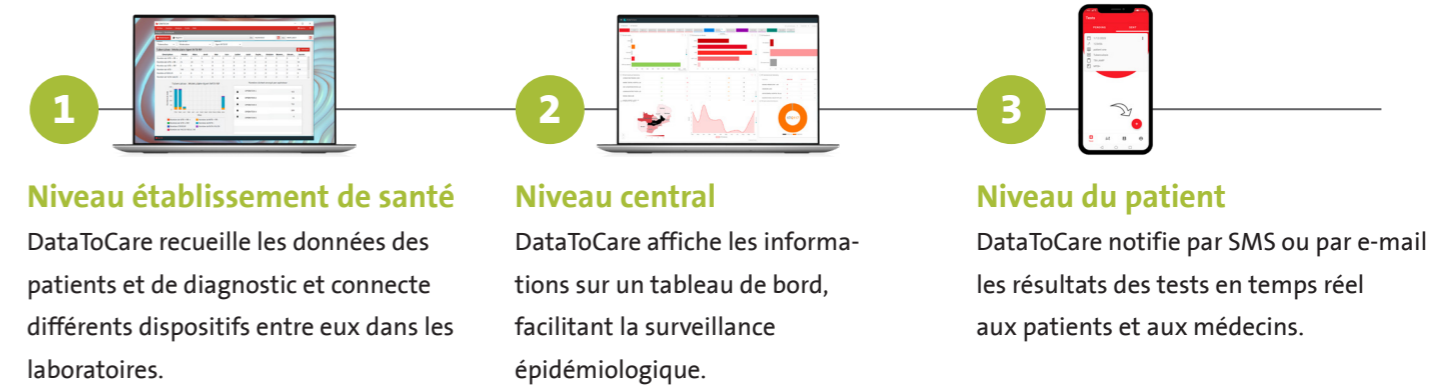 1
2
3
Niveau établissement de santé
DataToCare recueille les données des
patients et de diagnostic et connecte
différents dispositifs entre eux dans les
laboratoires.
Niveau central
DataToCare affiche les informa-
tions sur un tableau de bord,
facilitant la surveillance
épidémiologique.
Niveau du patient
DataToCare notifie par SMS ou par e-mail
les résultats des tests en temps réel
aux patients et aux médecins.